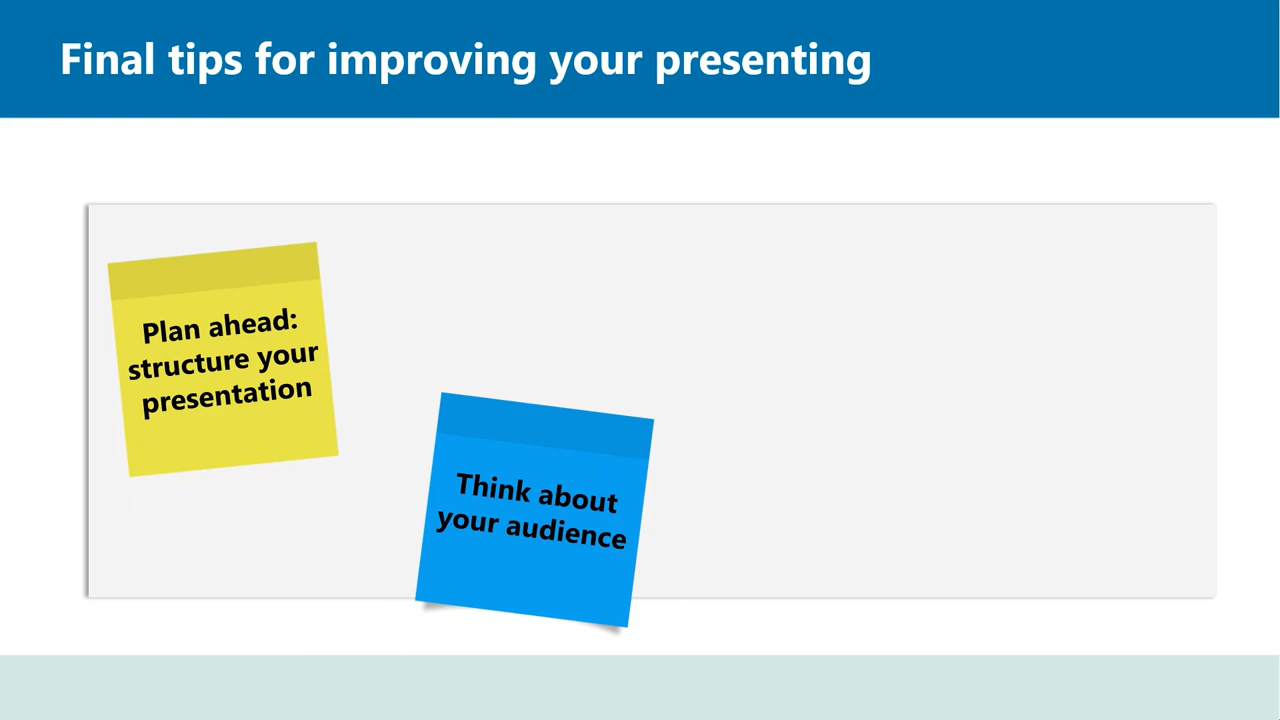 Final tips for improving your presenting
Plan ahead:
structure your
presentation
Think about
your audience